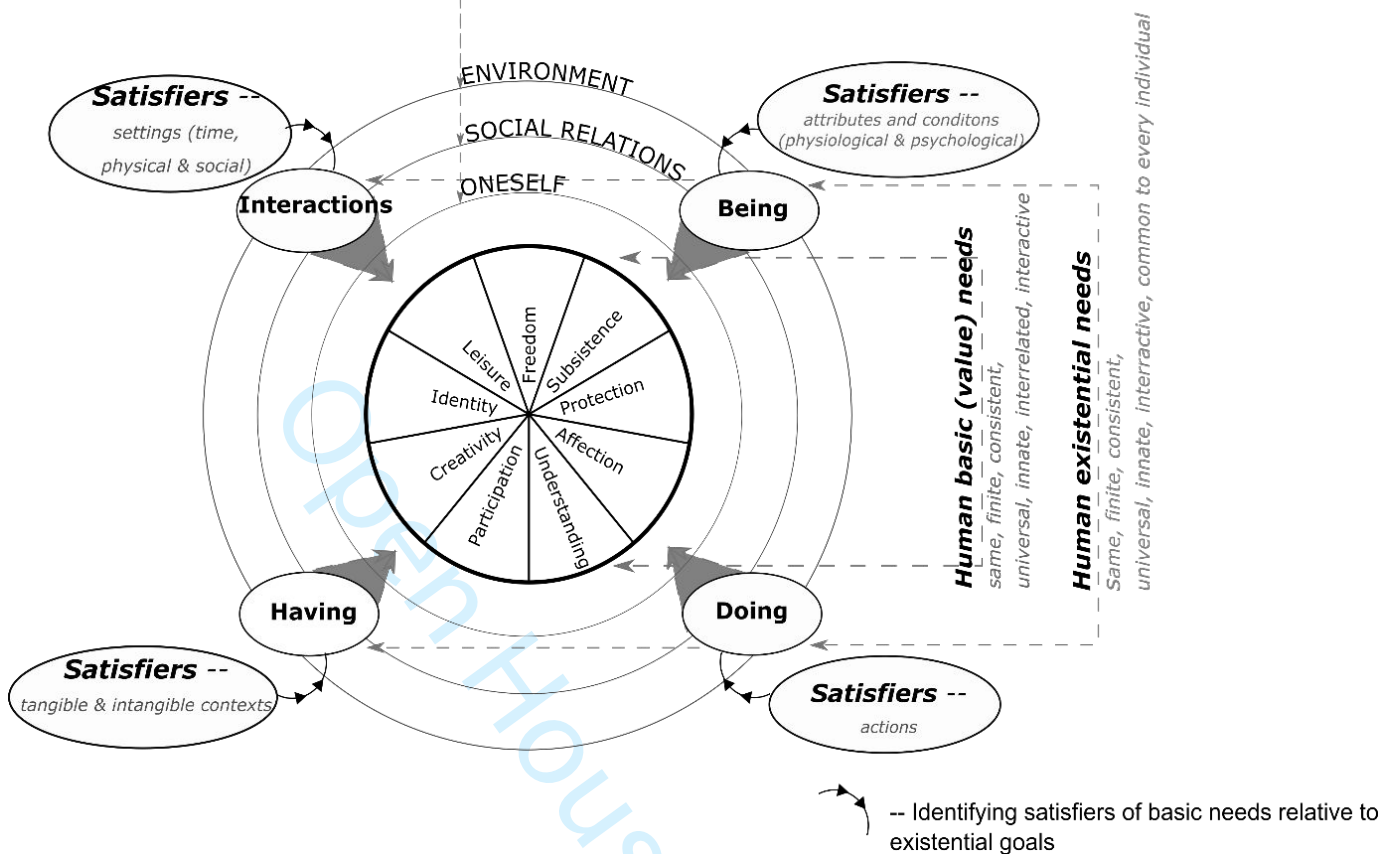 ENVIRONMENT
SOCIAL RELATIONS
ONESELF
Satisfiers --
settings (time,
physical & social)
Interactions
Satisfiers --
attributes and conditons
(physiological & psychological)
Being
Freedom
Subsistence
Protection
Affection
Understanding
Participation
Creativity
Identity
Leisure
Having
Satisfiers --
tangible & intangible contexts
Doing
Satisfiers --
actions
Human basic (value) needs
same, finite, consistent,
universal, innate, interrelated, interactive
Human existential needs
Same, finite, consistent,
universal, innate, interactive, common to every individual
-- Identifying satisfiers of basic needs relative to
existential goals
Open Hous